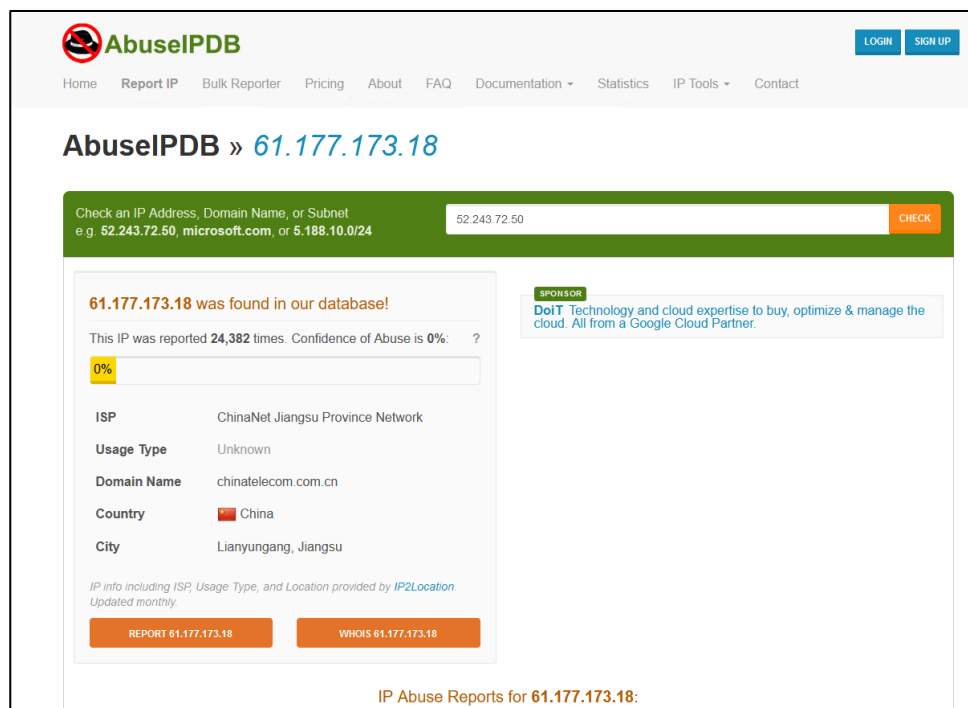 AbuseIPDB
LOGIN
SIGN UP
Home Report IP Bulk Reporter Pricing About FAQ Documentation Statistics IP Tools Contact
AbuseIPDB » 61.177.173.18
Check an IP Address, Domain Name, or Subnet
e.g. 52.243.72.50, microsoft.com, or 5.188.10.0/24
52.243.72.50
CHECK
61.177.173.18 was found in our database!
This IP was reported 24,382 times. Confidence of Abuse is 0%: ?
0%
ISP ChinaNet Jiangsu Province Network
Usage Type Unknown
Domain Name chinatelecom.com.cn
Country China
City Lianyungang, Jiangsu
IP info including ISP, Usage Type, and Location provided by IP2Location.
Updated monthly.
REPORT 61.177.173.18
WHOIS 61.177.173.18
SPONSOR
DoiT Technology and cloud expertise to buy, optimize & manage the
cloud. All from a Google Cloud Partner.
IP Abuse Reports for 61.177.173.18: